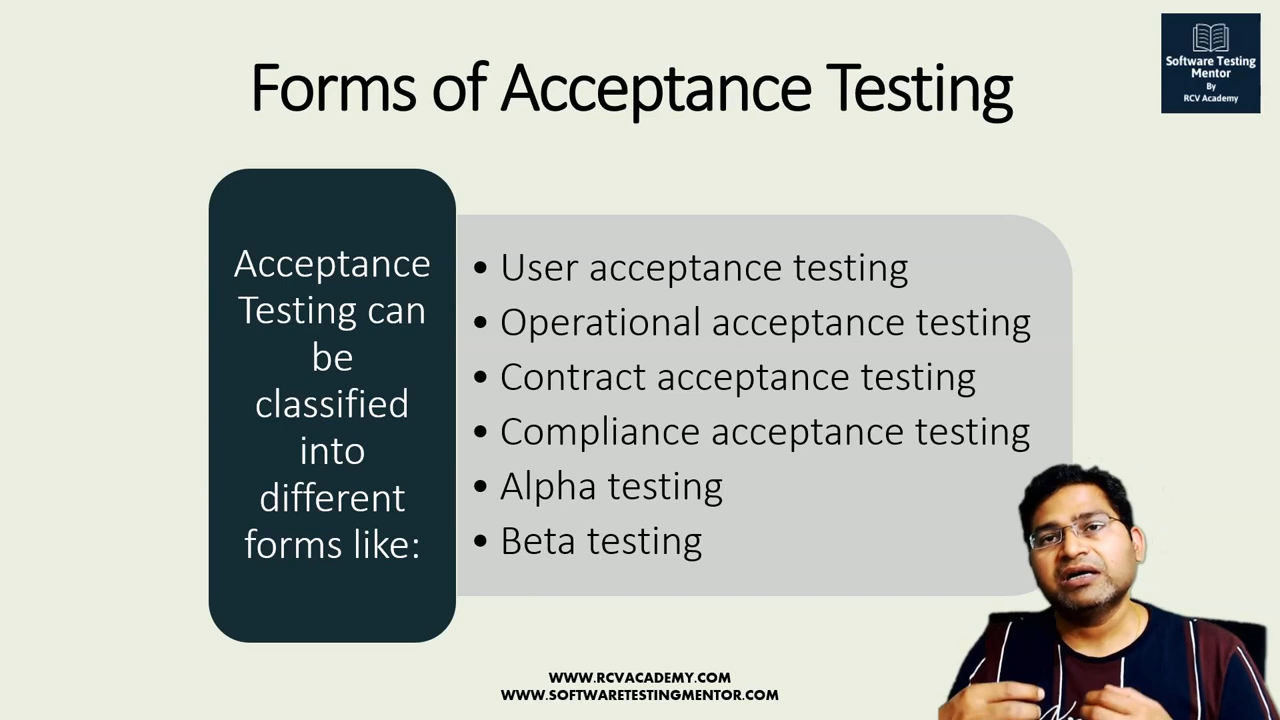 Forms of Acceptance Testing
Software Testing
Mentor
By
RCV Academy
Acceptance
Testing can
be
classified
into
different
forms like:
• User acceptance testing
• Operational acceptance testing
• Contract acceptance testing
• Compliance acceptance testing
• Alpha testing
• Beta testing
WWW.RCVACADEMY.COM
WWW.SOFTWARETESTINGMENTOR.COM